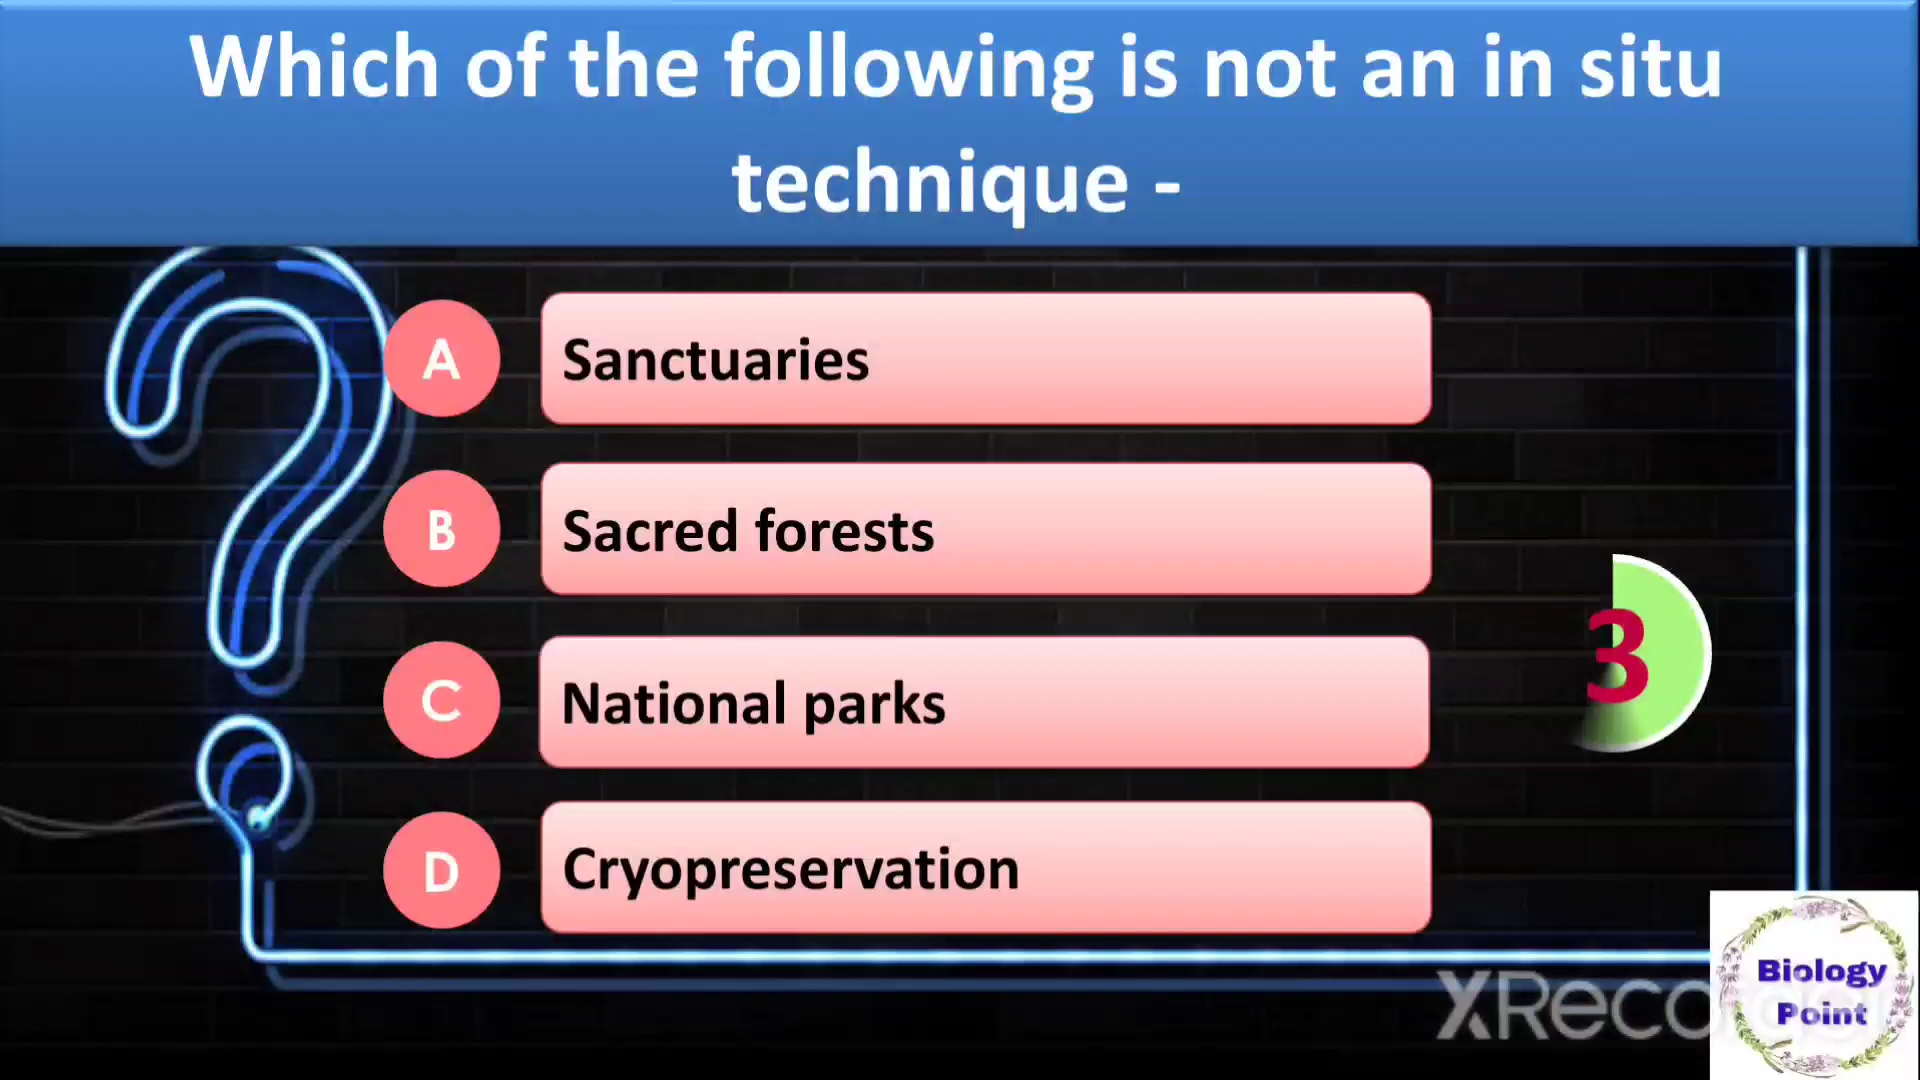 Which of the following is not an in situ
technique -
A
Sanctuaries
B
Sacred forests
3
C
National parks
D
Cryopreservation
Biology
Point
XRecorder